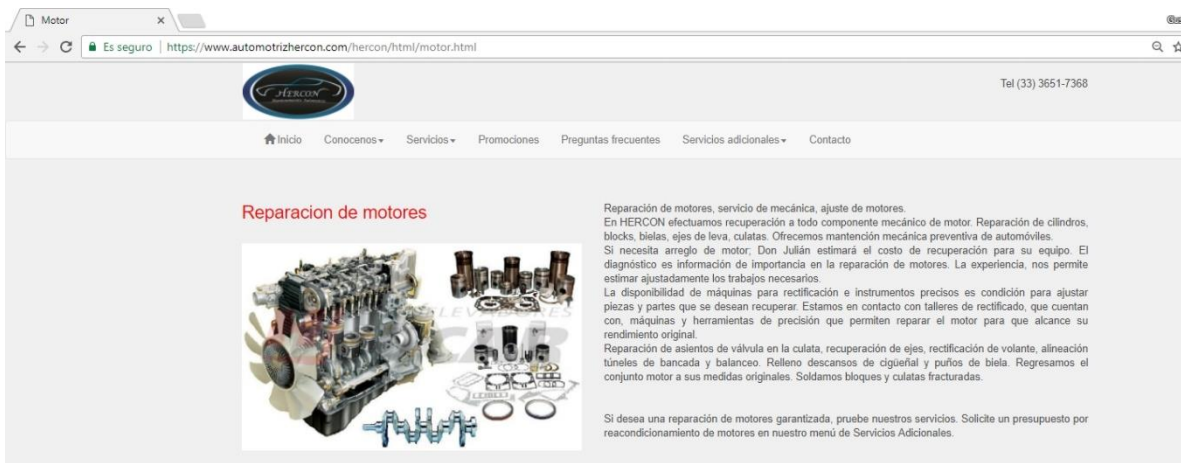 Motor
Es seguro | https://www.automotrizhercon.com/hercon/html/motor.html
HERCON
Tel (33) 3651-7368
Inicio Conocenos Servicios Promociones Preguntas frecuentes Servicios adicionales Contacto
Reparacion de motores
Reparación de motores, servicio de mecánica, ajuste de motores.
En HERCON efectuamos recuperación a todo componente mecánico de motor. Reparación de cilindros,
blocks, bielas, ejes de leva, culatas. Ofrecemos mantención mecánica preventiva de automóviles.
Si necesita arreglo de motor; Don Julián estimará el costo de recuperación para su equipo. El
diagnóstico es información de importancia en la reparación de motores. La experiencia, nos permite
estimar ajustadamente los trabajos necesarios.
La disponibilidad de máquinas para rectificación e instrumentos precisos es condición para ajustar
piezas y partes que se desean recuperar. Estamos en contacto con talleres de rectificado, que cuentan
con, máquinas y herramientas de precisión que permiten reparar el motor para que alcance su
rendimiento original.
Reparación de asientos de válvula en la culata, recuperación de ejes, rectificación de volante, alineación
túneles de bancada y balanceo. Relleno descansos de cigüeñal y puños de biela. Regresamos el
conjunto motor a sus medidas originales. Soldamos bloques y culatas fracturadas.
Si desea una reparación de motores garantizada, pruebe nuestros servicios. Solicite un presupuesto por
reacondicionamiento de motores en nuestro menú de Servicios Adicionales.